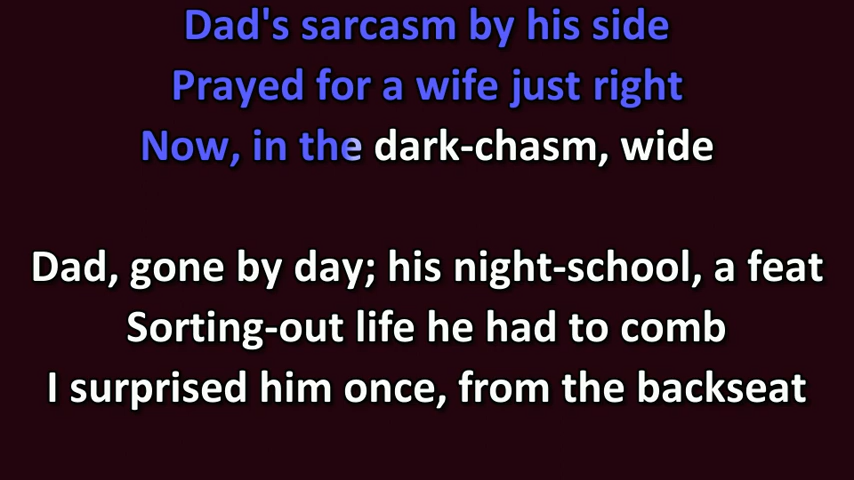 Dad's sarcasm by his side
Prayed for a wife just right
Now, in the dark-chasm, wide
Dad, gone by day; his night-school, a feat
Sorting-out life he had to comb
I surprised him once, from the backseat